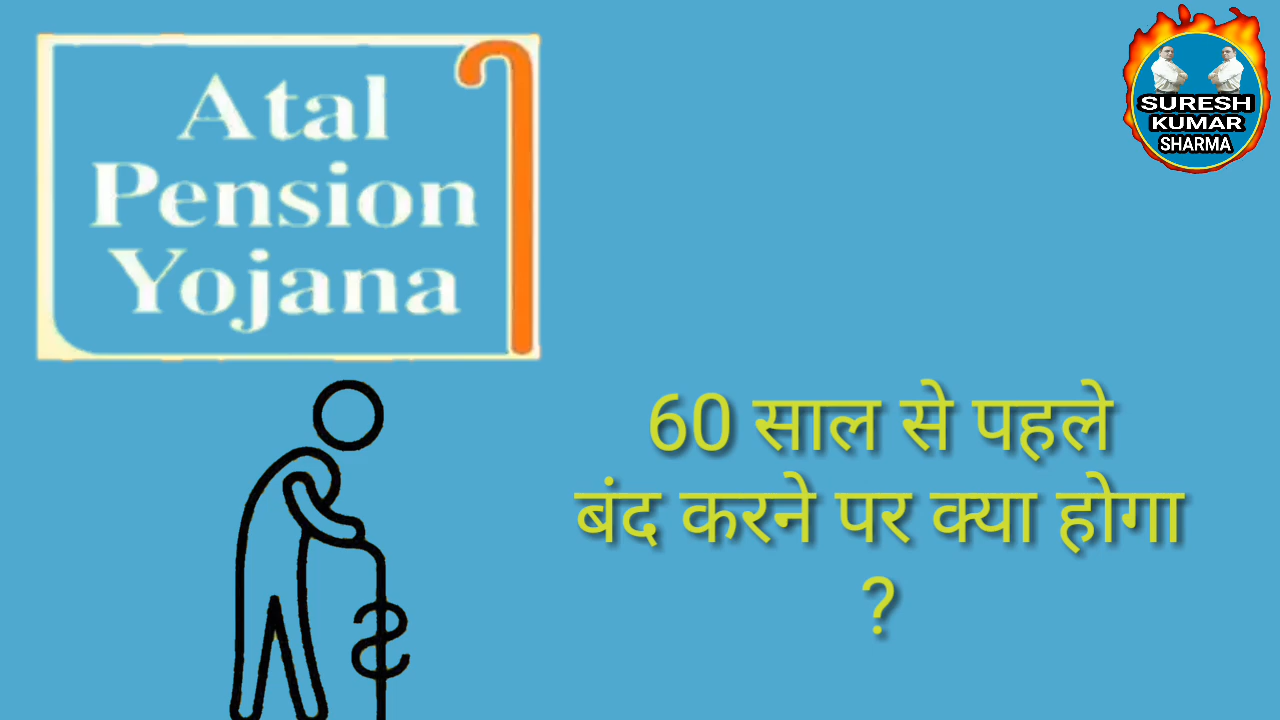 Atal
Pension
Yojana
SURESH
KUMAR
SHARMA
60 साल से पहले
बंद करने पर क्या होगा
?